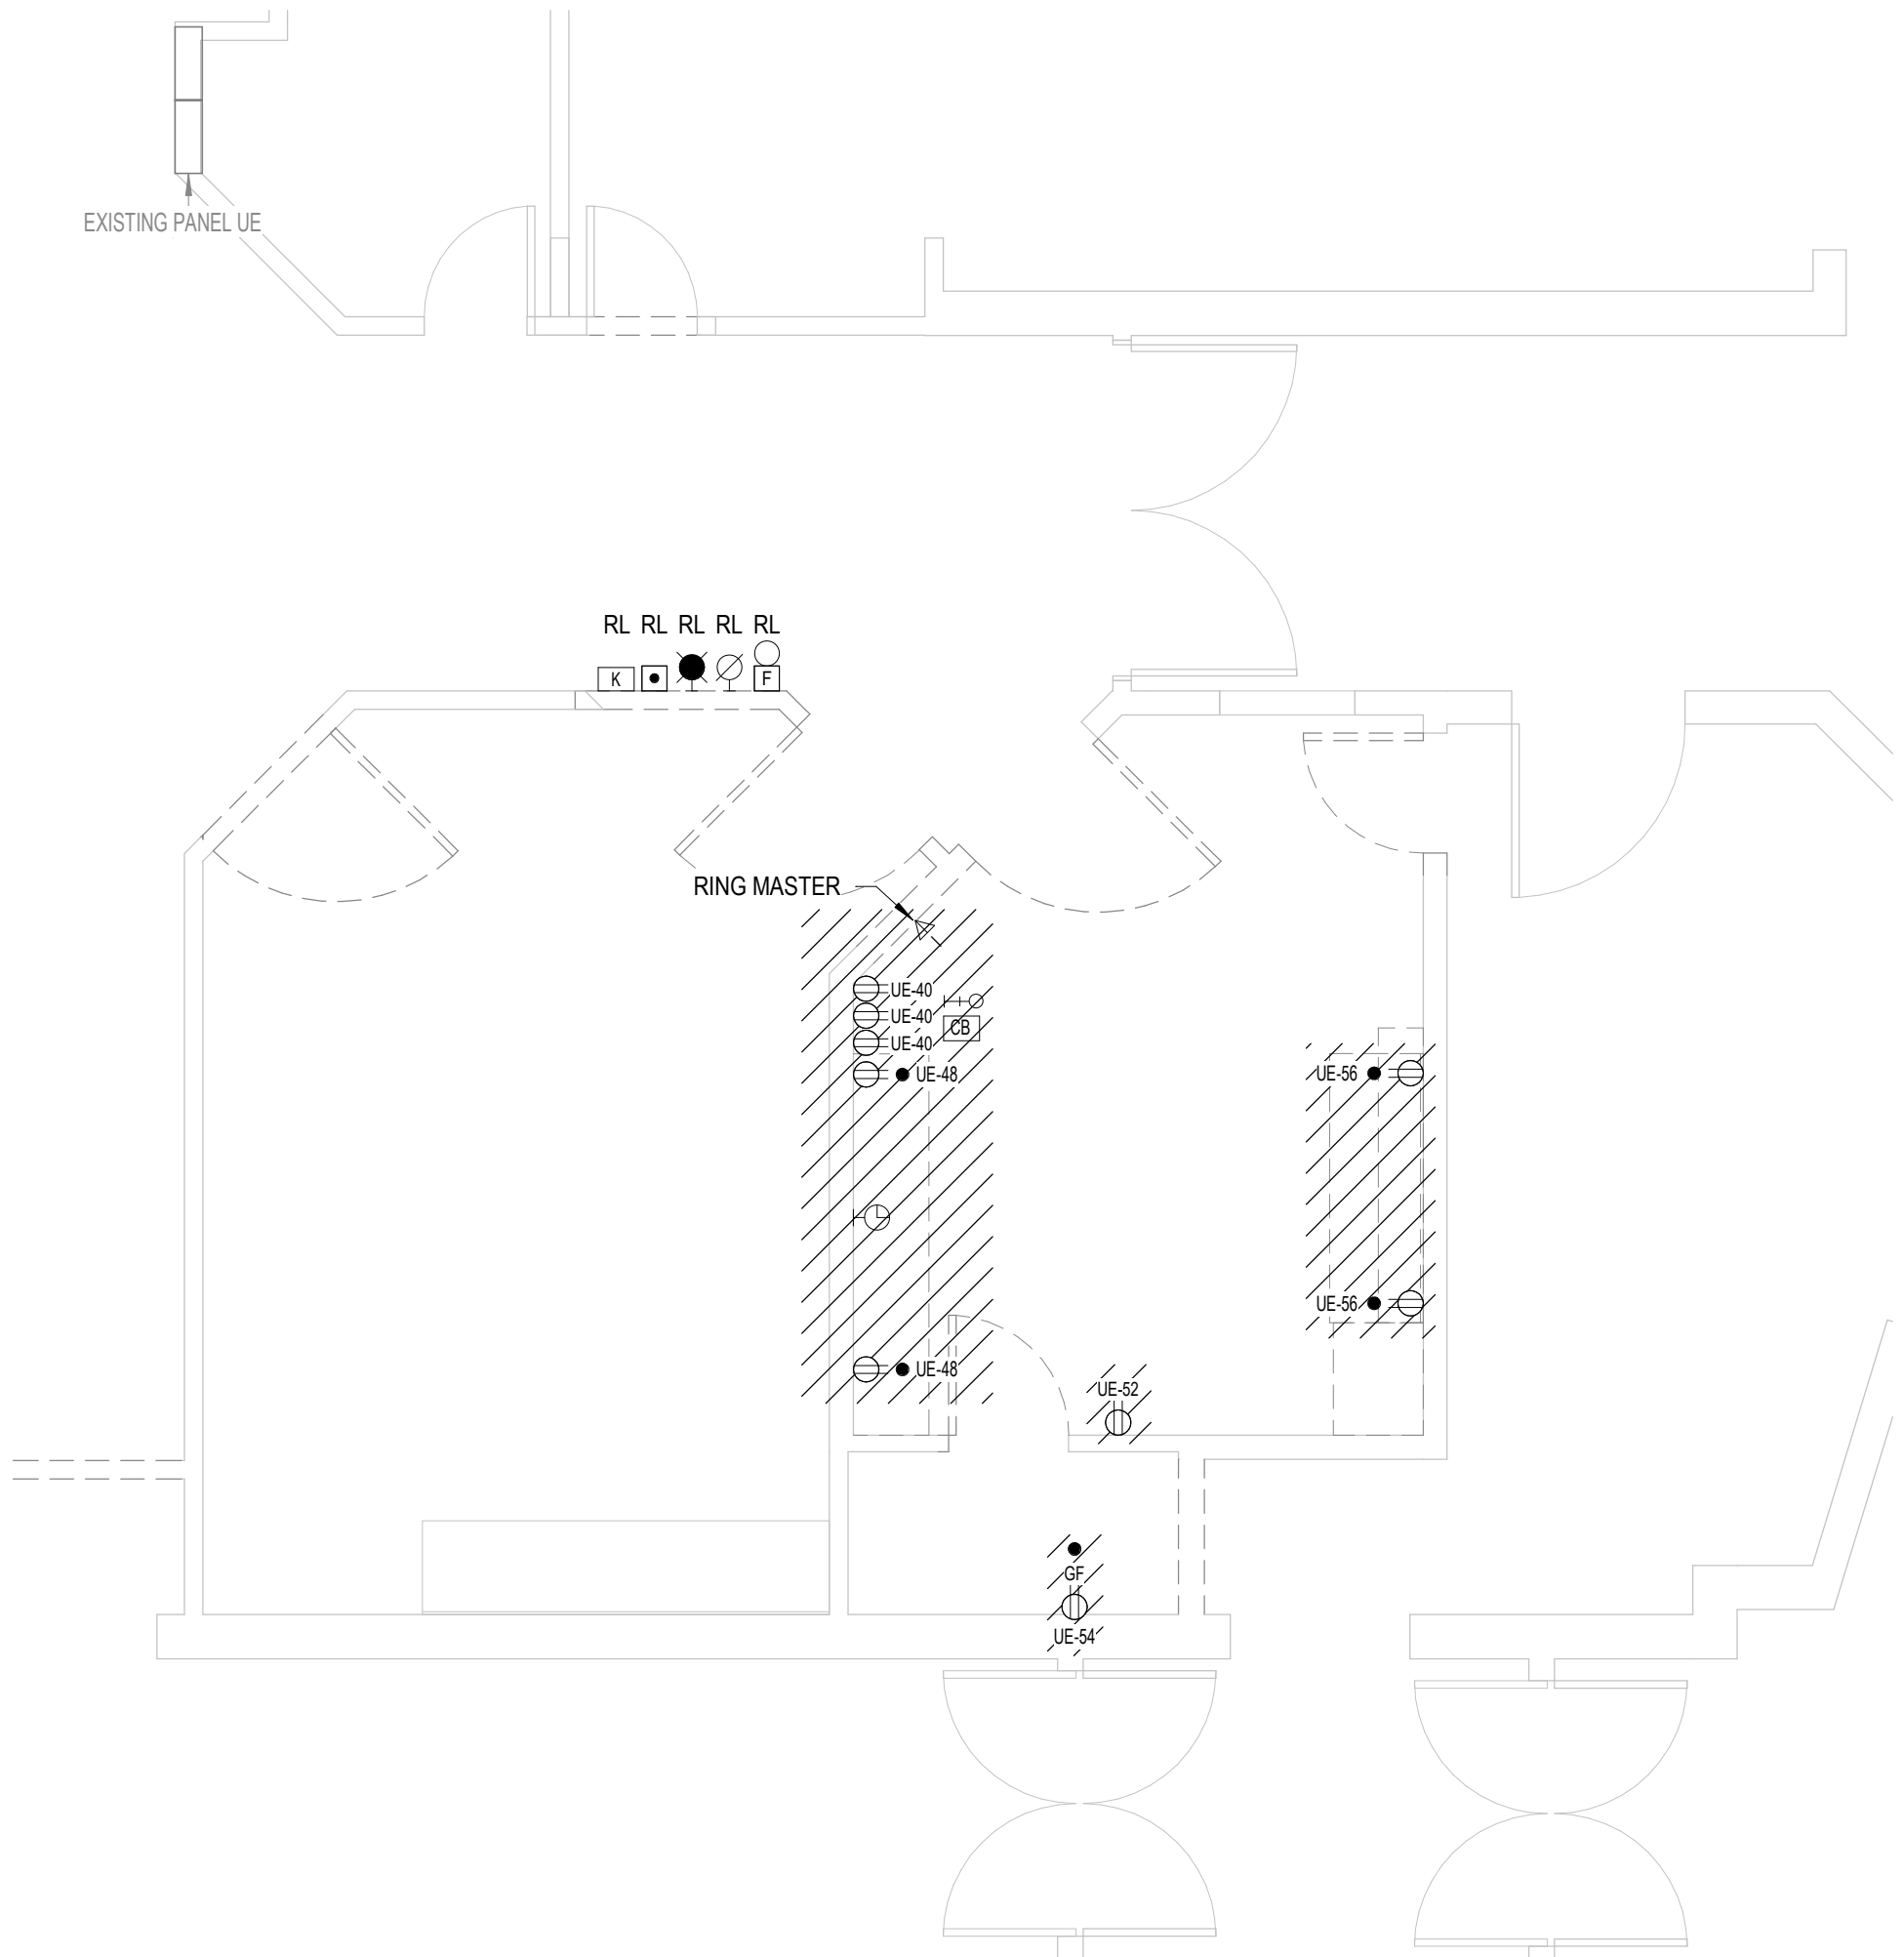 EXISTING PANEL UE
RL RL RL RL RL
K F
RING MASTER
UE-40
UE-40
CB
UE-40
UE-48
UE-56
UE-56
UE-48
UE-52
GF
UE-54